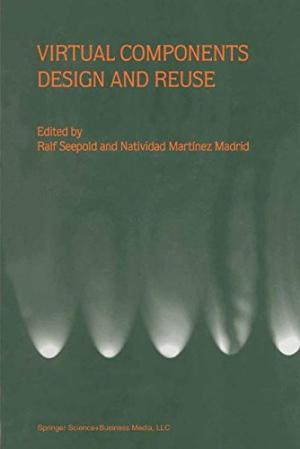 VIRTUAL COMPONENTS
DESIGN AND REUSE
Edited by
Ralf Seepold and Natividad Martínez Madrid
Springer Science+Business Media, LLC